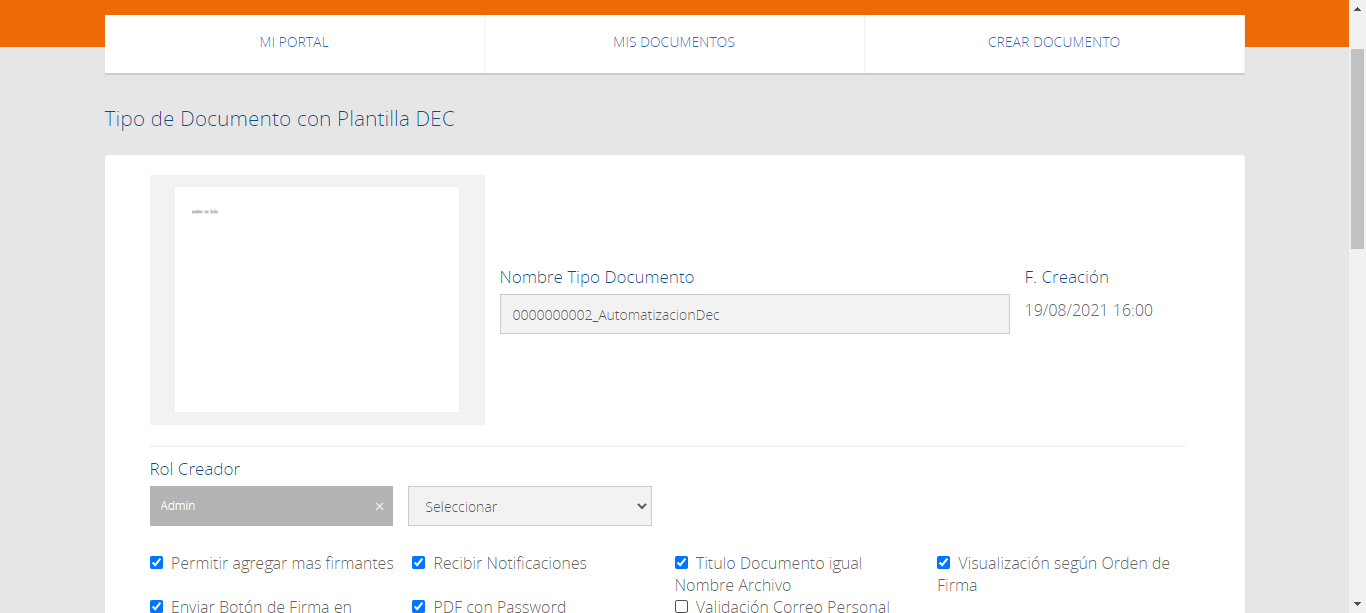 MI PORTAL
MIS DOCUMENTOS
CREAR DOCUMENTO
Tipo de Documento con Plantilla DEC
Nombre Tipo Documento
0000000002_AutomatizacionDec
F. Creación
19/08/2021 16:00
Rol Creador
Admin ×
Seleccionar
Permitir agregar mas firmantes
Recibir Notificaciones
Titulo Documento igual
Nombre Archivo
Visualización según Orden de
Firma
Enviar Botón de Firma en
PDF con Password
Validación Correo Personal